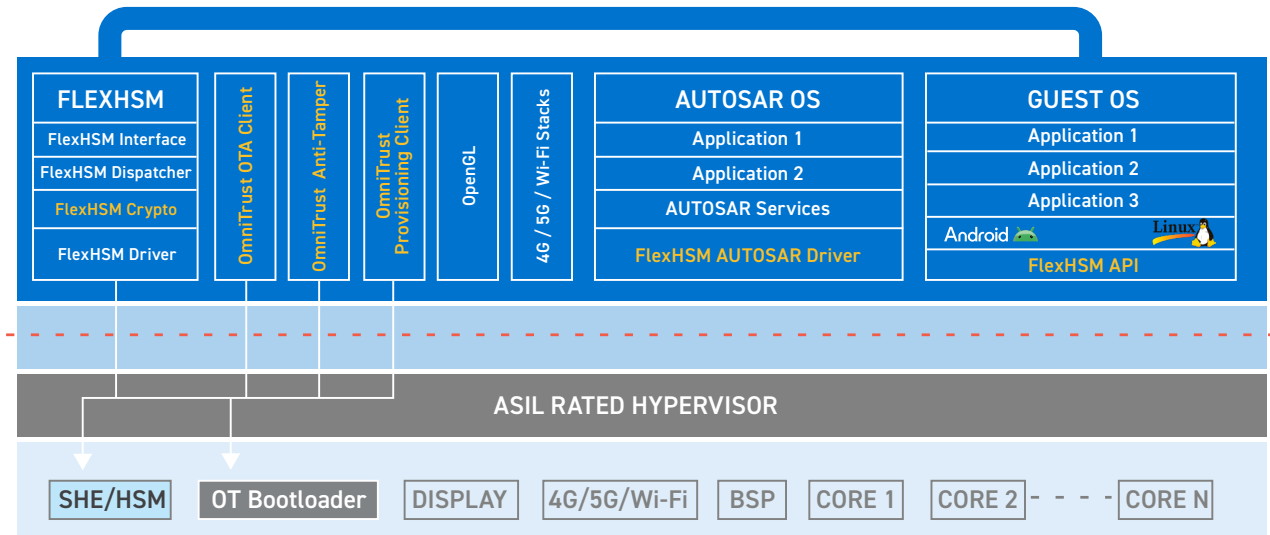 FLEXHSM
FlexHSM Interface
FlexHSM Dispatcher
FlexHSM Crypto
FlexHSM Driver
OmniTrust OTA Client
OmniTrust Anti-Tamper
OmniTrust
Provisioning Client
OpenGL
4G / 5G / Wi-Fi Stacks
AUTOSAR OS
Application 1
Application 2
AUTOSAR Services
FlexHSM AUTOSAR Driver
GUEST OS
Application 1
Application 2
Application 3
Android Linux
FlexHSM API
ASIL RATED HYPERVISOR
SHE/HSM OT Bootloader DISPLAY 4G/5G/Wi-Fi BSP CORE 1 CORE 2 CORE N